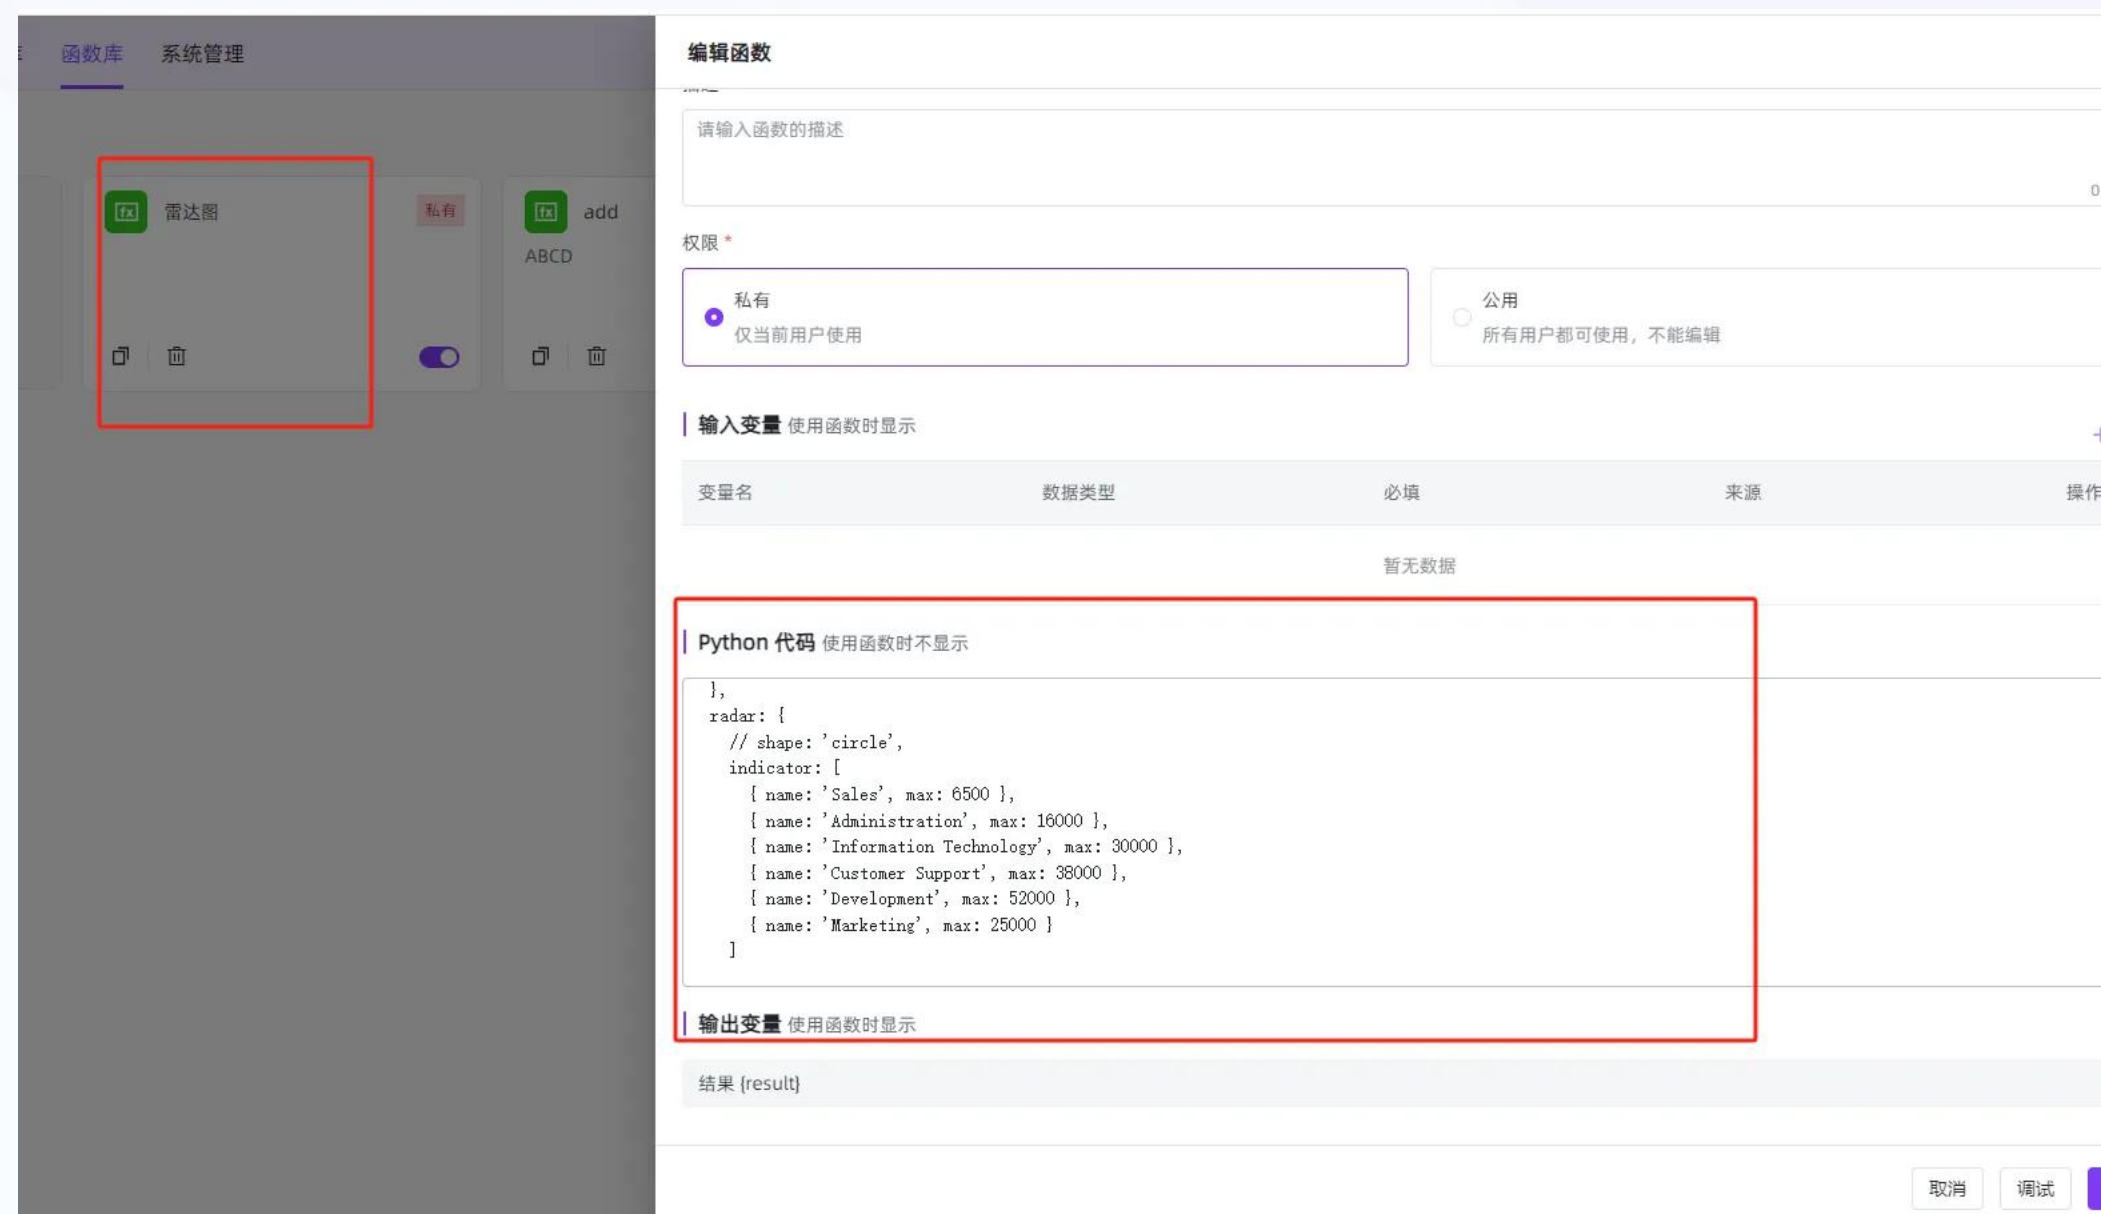 函数库 系统管理
雷达图 私有
add
ABCD
编辑函数
请输入函数的描述
0
权限 *
私有
仅当前用户使用
公用
所有用户都可使用，不能编辑
输入变量 使用函数时显示
变量名 数据类型 必填 来源 操作
暂无数据
Python 代码 使用函数时不显示
},
radar: {
// shape: 'circle',
indicator: [
{ name: 'Sales', max: 6500 },
{ name: 'Administration', max: 16000 },
{ name: 'Information Technology', max: 30000 },
{ name: 'Customer Support', max: 38000 },
{ name: 'Development', max: 52000 },
{ name: 'Marketing', max: 25000 }
]
输出变量 使用函数时显示
结果 {result}
取消 调试